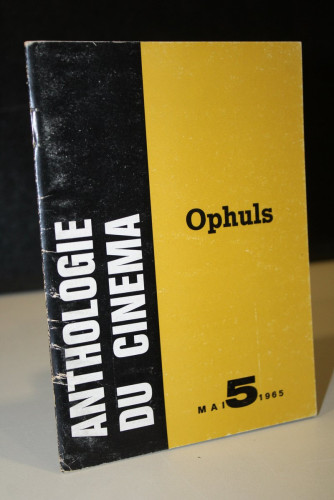 ANTHOLOGIE
DU CINEMA
Ophuls
MAI 5 1965